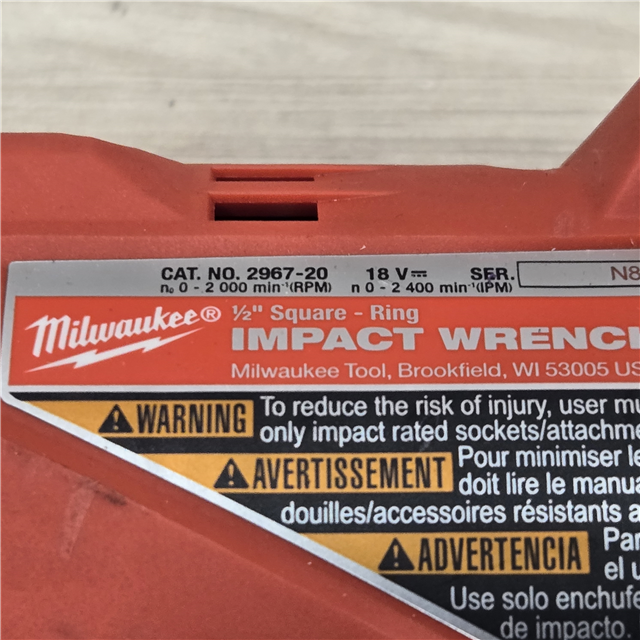 CAT. NO. 2967-20 18 V⎓ SER. N8
n₀ 0 - 2 000 min⁻¹(RPM) n 0 - 2 400 min⁻¹(IPM)
Milwaukee® ½" Square - Ring
IMPACT WRENC
Milwaukee Tool, Brookfield, WI 53005 US
WARNING To reduce the risk of injury, user mu
only impact rated sockets/attachme
AVERTISSEMENT Pour minimiser le
doit lire le manua
douilles/accessoires résistants a
ADVERTENCIA Par
el u
Use solo enchufe
de impacto